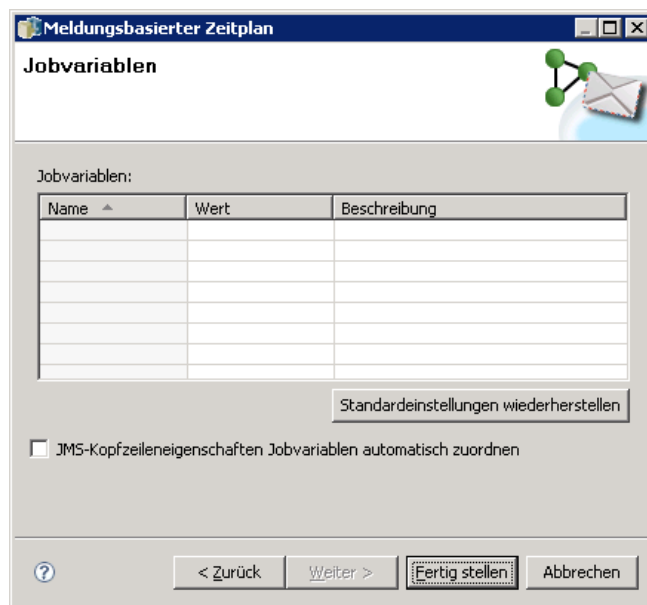 Meldungsbasierter Zeitplan
Jobvariablen
Jobvariablen:
Name Wert Beschreibung
Standardeinstellungen wiederherstellen
JMS-Kopfzeileneigenschaften Jobvariablen automatisch zuordnen
? < Zurück Weiter > Fertig stellen Abbrechen